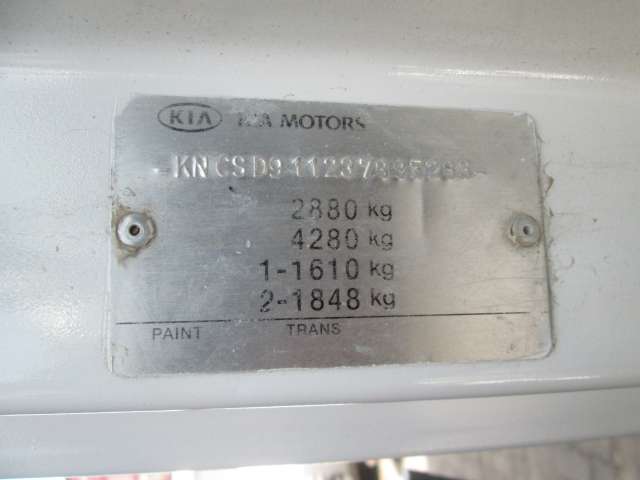 KIA KIA MOTORS
2880 kg
4280 kg
1-1610 kg
2-1848 kg
PAINT TRANS